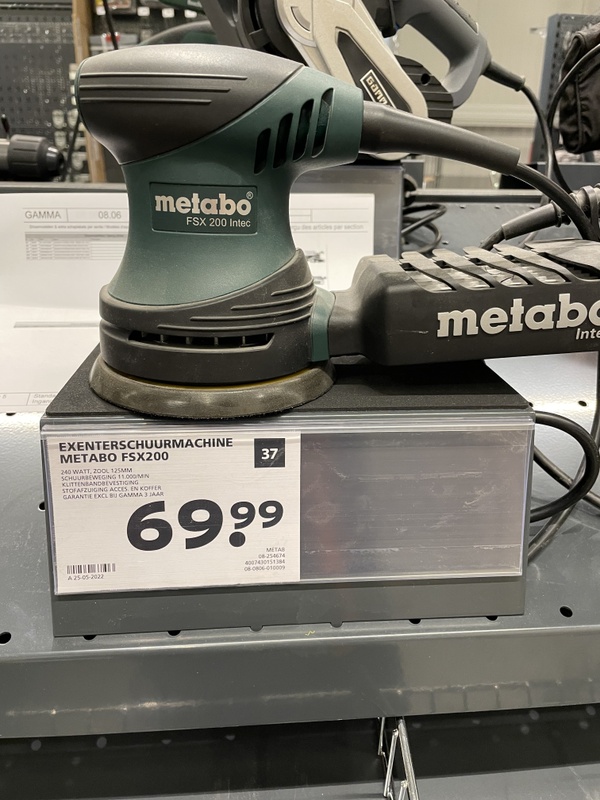 GAMMA
08.06
metabo®
FSX 200 Intec
metabo
EXENTERSCHUURMACHINE
METABO FSX200
37
240 WATT, ZOOL 125MM
SCHUURBEWEGING 11.000/MIN
KLITTENBANDBEVESTIGING
STOFAFZUIGING ACCES. EN KOFFER
GARANTIE EXCL BIJ GAMMA 3 JAAR
69.99
METAB
08-254674
4007430151384
08-0806-010009
A 25-05-2022